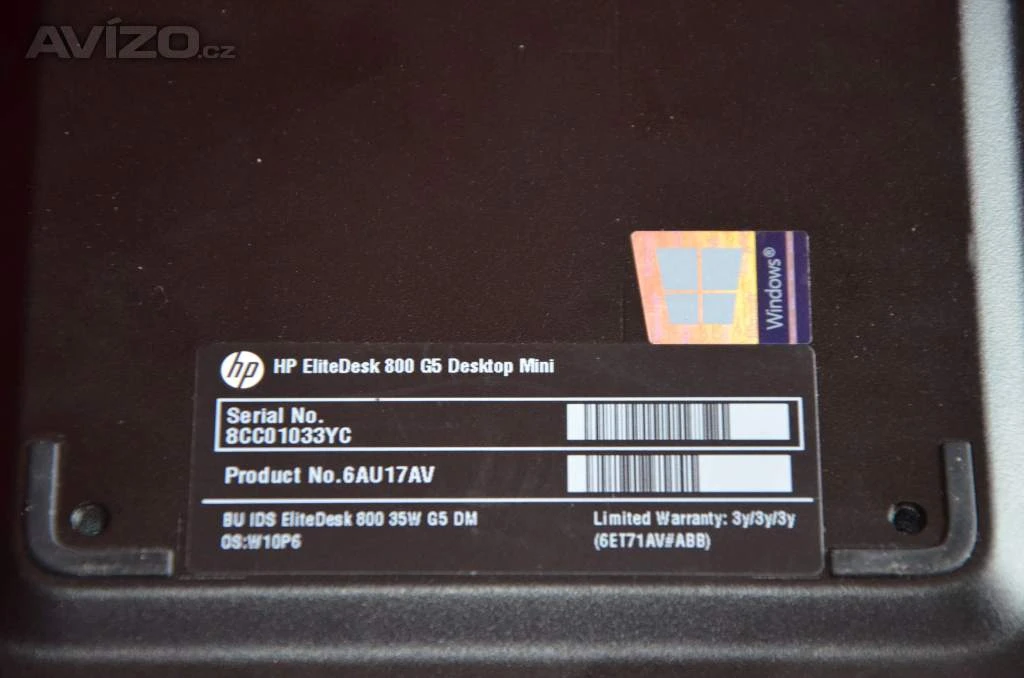 AVÍZO.cz
Windows®
hp HP EliteDesk 800 G5 Desktop Mini
Serial No.
8CC01033YC
Product No.6AU17AV
BU IDS EliteDesk 800 35W G5 DM
OS:W10P6
Limited Warranty: 3y/3y/3y
(6ET71AV#ABB)